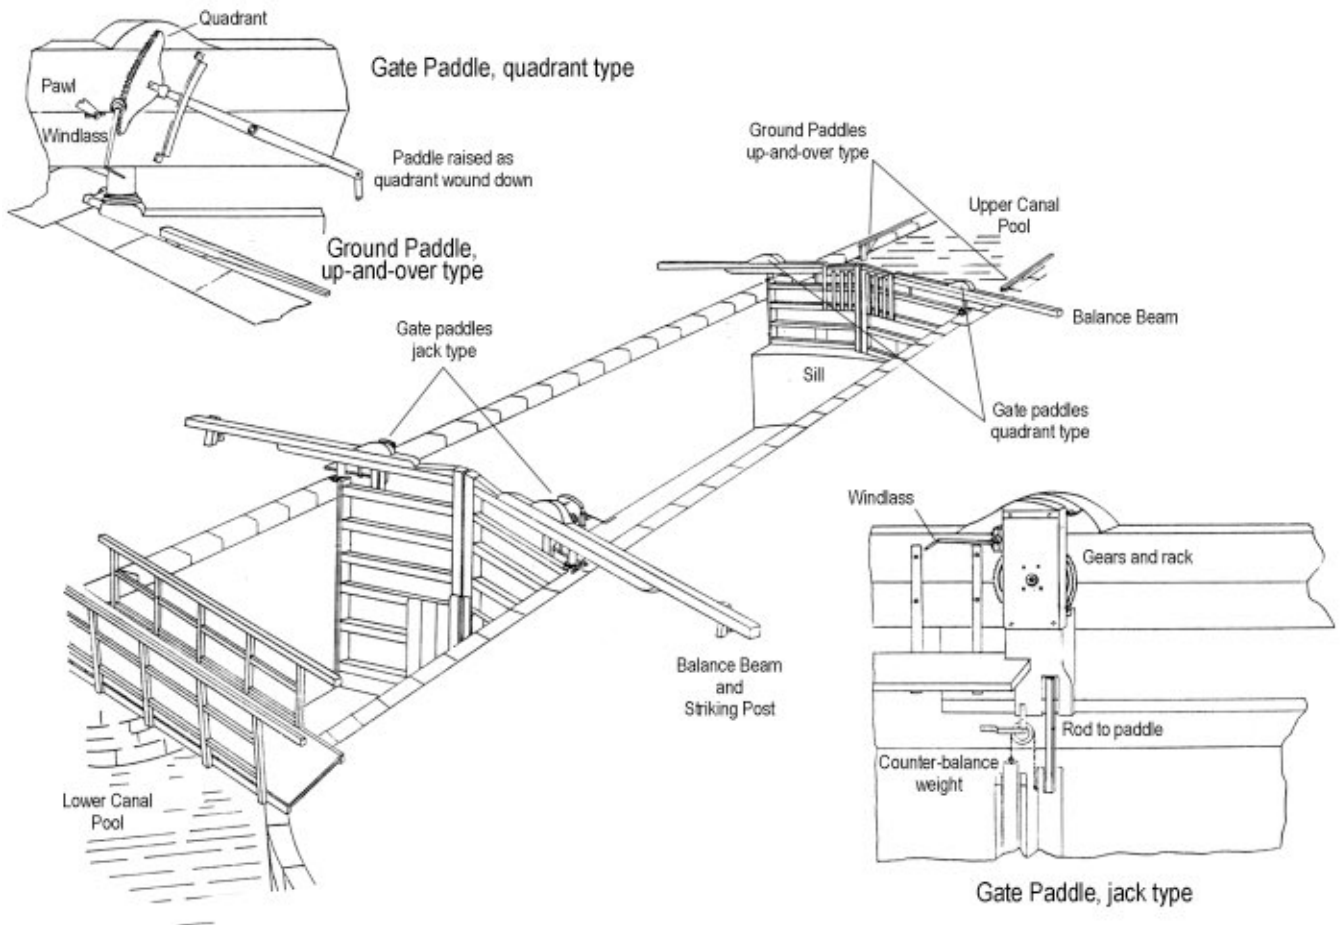 Quadrant
Gate Paddle, quadrant type
Pawl
Windlass
Paddle raised as
quadrant wound down
Ground Paddle,
up-and-over type
Ground Paddles
up-and-over type
Upper Canal
Pool
Balance Beam
Gate paddles
jack type
Sill
Gate paddles
quadrant type
Balance Beam
and
Striking Post
Lower Canal
Pool
Windlass
Gears and rack
Rod to paddle
Counter-balance
weight
Gate Paddle, jack type